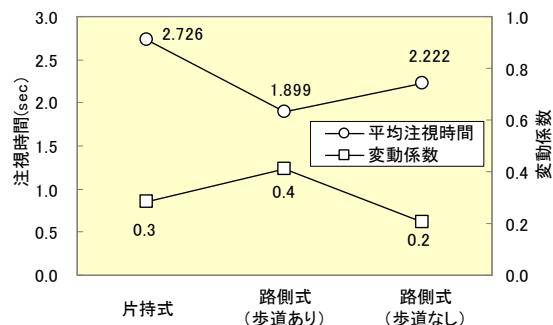 3.0
2.5
2.0
1.5
1.0
0.5
0.0
注視時間(sec)
2.726
1.899
2.222
平均注視時間
変動係数
0.3
0.4
0.2
1.0
0.8
0.6
0.4
0.2
0.0
変動係数
片持式
路側式
(歩道あり)
路側式
(歩道なし)